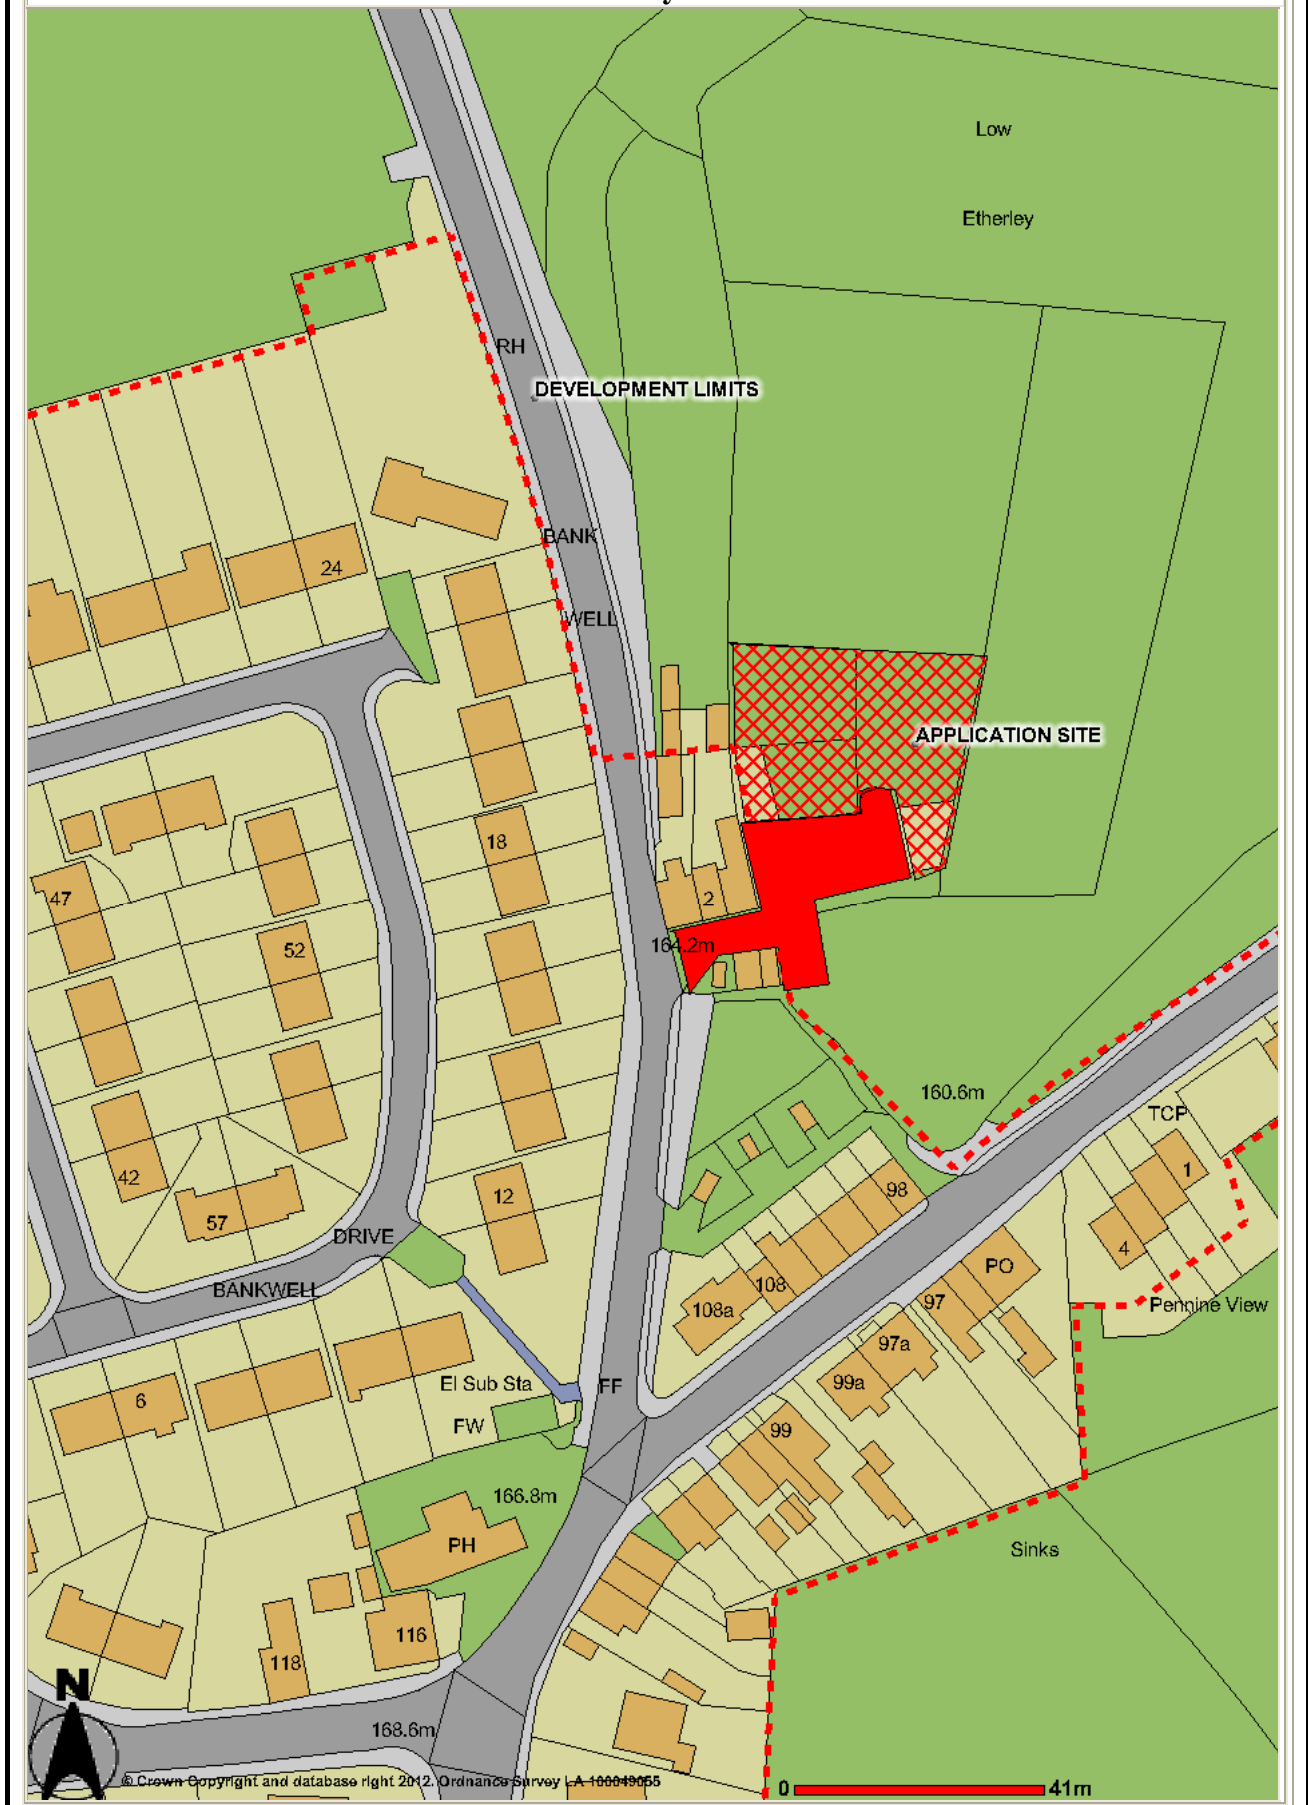 Low
Etherley
RH
DEVELOPMENT LIMITS
BANK
24
WELL
APPLICATION SITE
18
47
2
52
164.2m
160.6m
TCP
42
98
1
12
57
DRIVE
4
BANKWELL
108
PO
108a
97
Pennine View
97a
El Sub Sta
FF
99a
6
FW
99
166.8m
PH
Sinks
116
118
N
168.6m
© Crown Copyright and database right 2012. Ordnance Survey LA 100049055
0 41m